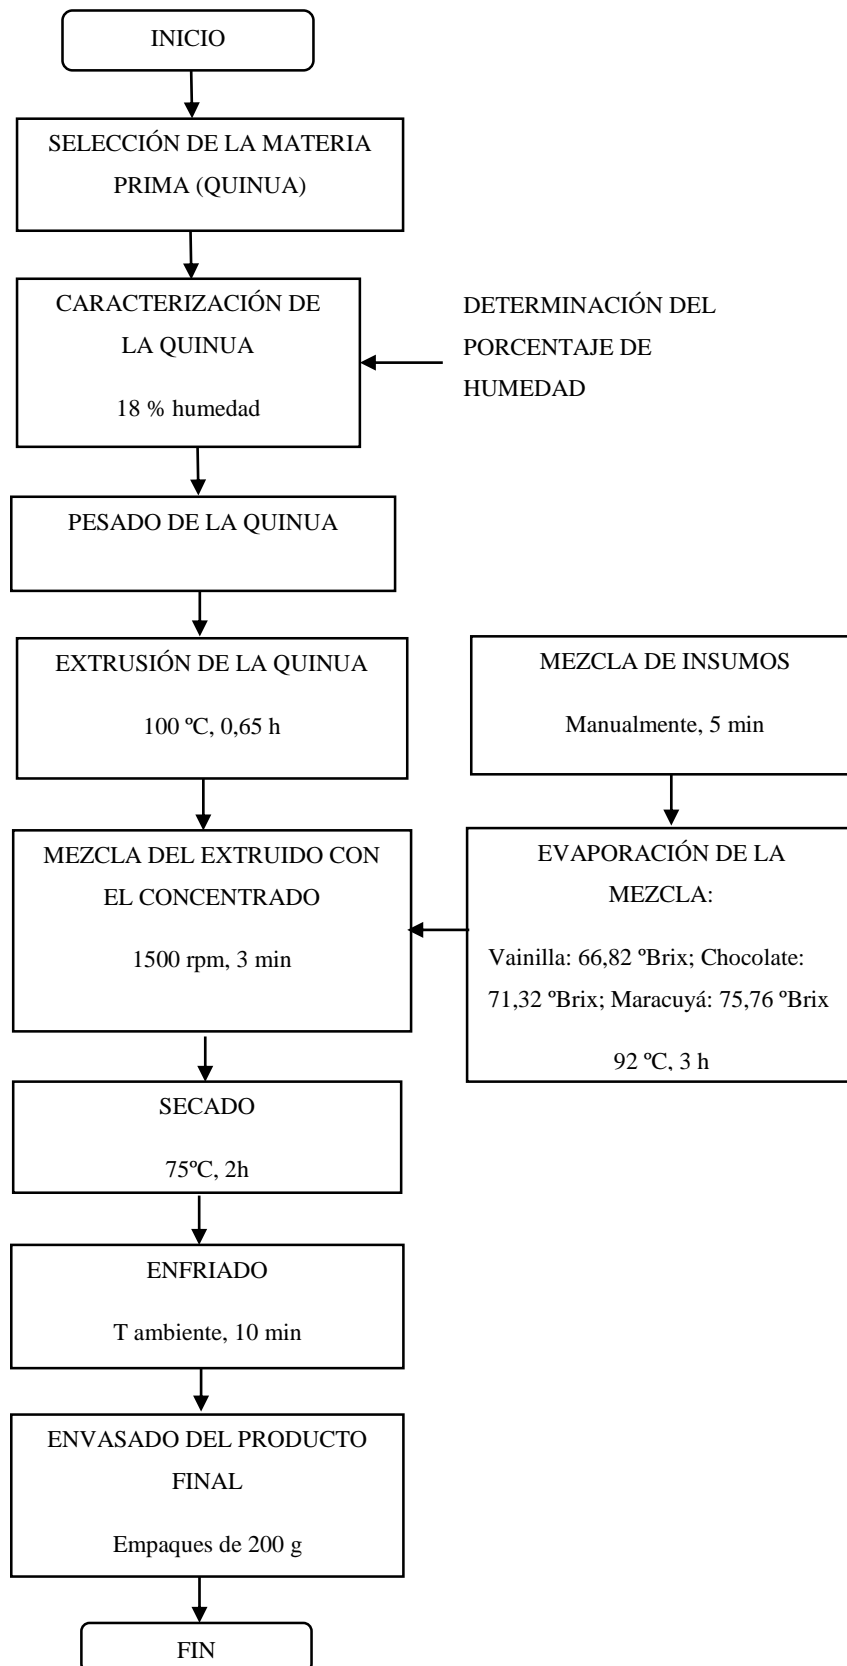 INICIO
SELECCIÓN DE LA MATERIA
PRIMA (QUINUA)
CARACTERIZACIÓN DE
LA QUINUA
18 % humedad
DETERMINACIÓN DEL
PORCENTAJE DE
HUMEDAD
PESADO DE LA QUINUA
EXTRUSIÓN DE LA QUINUA
100 ºC, 0,65 h
MEZCLA DE INSUMOS
Manualmente, 5 min
MEZCLA DEL EXTRUIDO CON
EL CONCENTRADO
1500 rpm, 3 min
EVAPORACIÓN DE LA
MEZCLA:
Vainilla: 66,82 ºBrix; Chocolate:
71,32 ºBrix; Maracuyá: 75,76 ºBrix
92 ºC, 3 h
SECADO
75ºC, 2h
ENFRIADO
T ambiente, 10 min
ENVASADO DEL PRODUCTO
FINAL
Empaques de 200 g
FIN